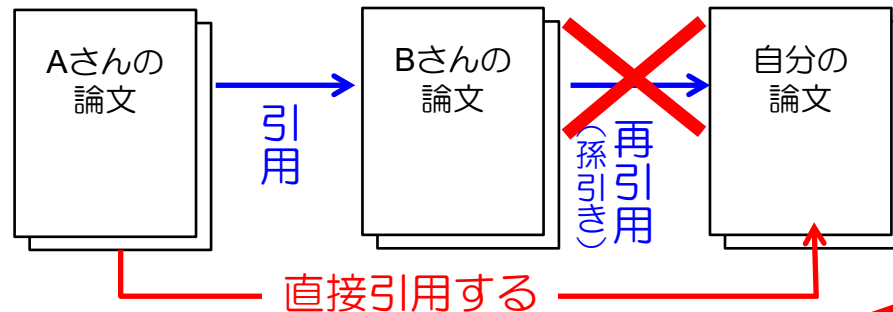 Aさんの
論文
引用
Bさんの
論文
再引用
（孫引き）
自分の
論文
直接引用する